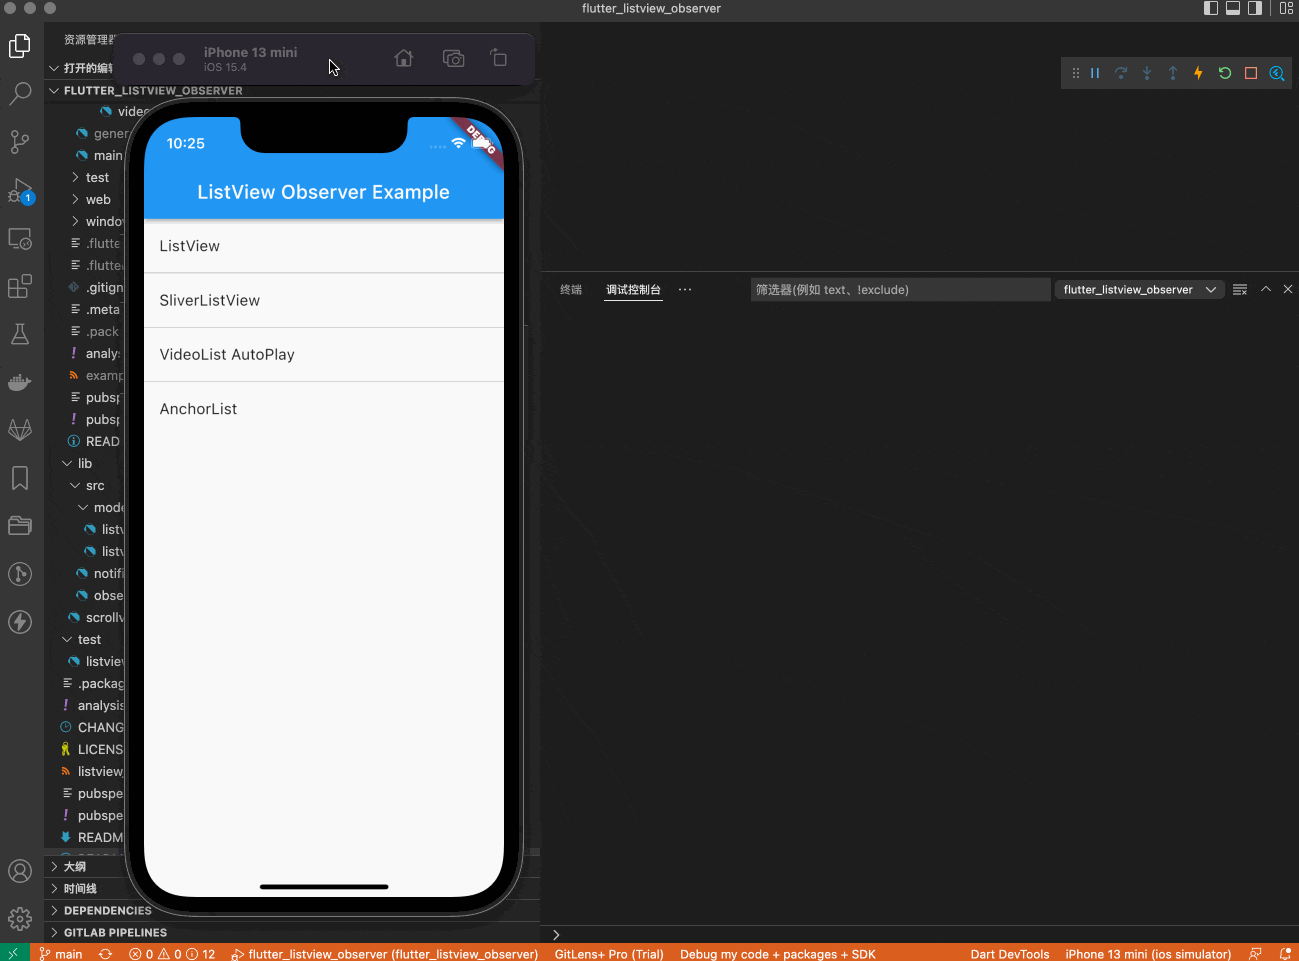 flutter_listview_observer
资源管理器
iPhone 13 mini
iOS 15.4
打开的编辑
FLUTTER_LISTVIEW_OBSERVER
video
gener
main
test
web
windo
.flutte
.flutte
.gitign
.meta
.pack
analys
examp
pubsp
pubsp
READ
lib
src
mode
listv
listv
notifi
obse
scrollv
test
listview
.packag
analysis
CHANG
LICENS
listview_
pubspe
pubspe
README
大纲
时间线
DEPENDENCIES
GITLAB PIPELINES
1
10:25
DEBUG
ListView Observer Example
ListView
SliverListView
VideoList AutoPlay
AnchorList
终端
调试控制台
筛选器(例如 text、!exclude)
flutter_listview_observer
main
0
0
12
flutter_listview_observer (flutter_listview_observer)
GitLens+ Pro (Trial)
Debug my code + packages + SDK
Dart DevTools
iPhone 13 mini (ios simulator)